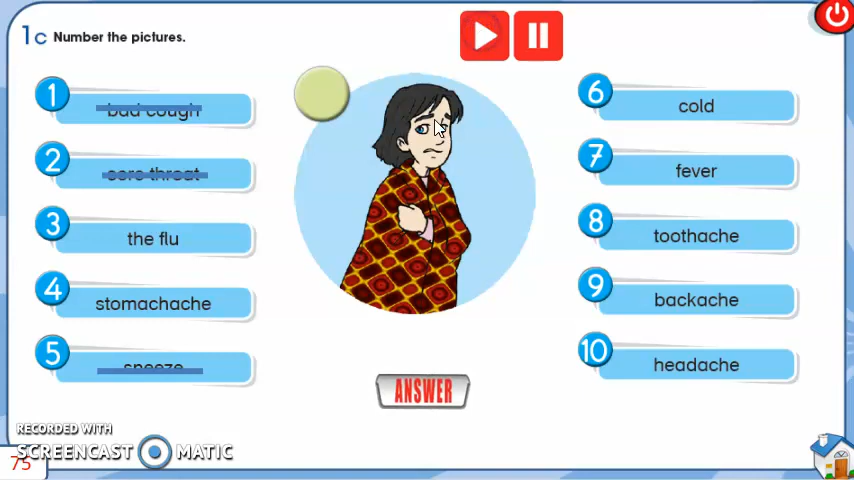 1c Number the pictures.
1 bad cough
2 sore throat
3 the flu
4 stomachache
5 sneeze
6 cold
7 fever
8 toothache
9 backache
10 headache
ANSWER
RECORDED WITH
SCREENCAST MATIC
75